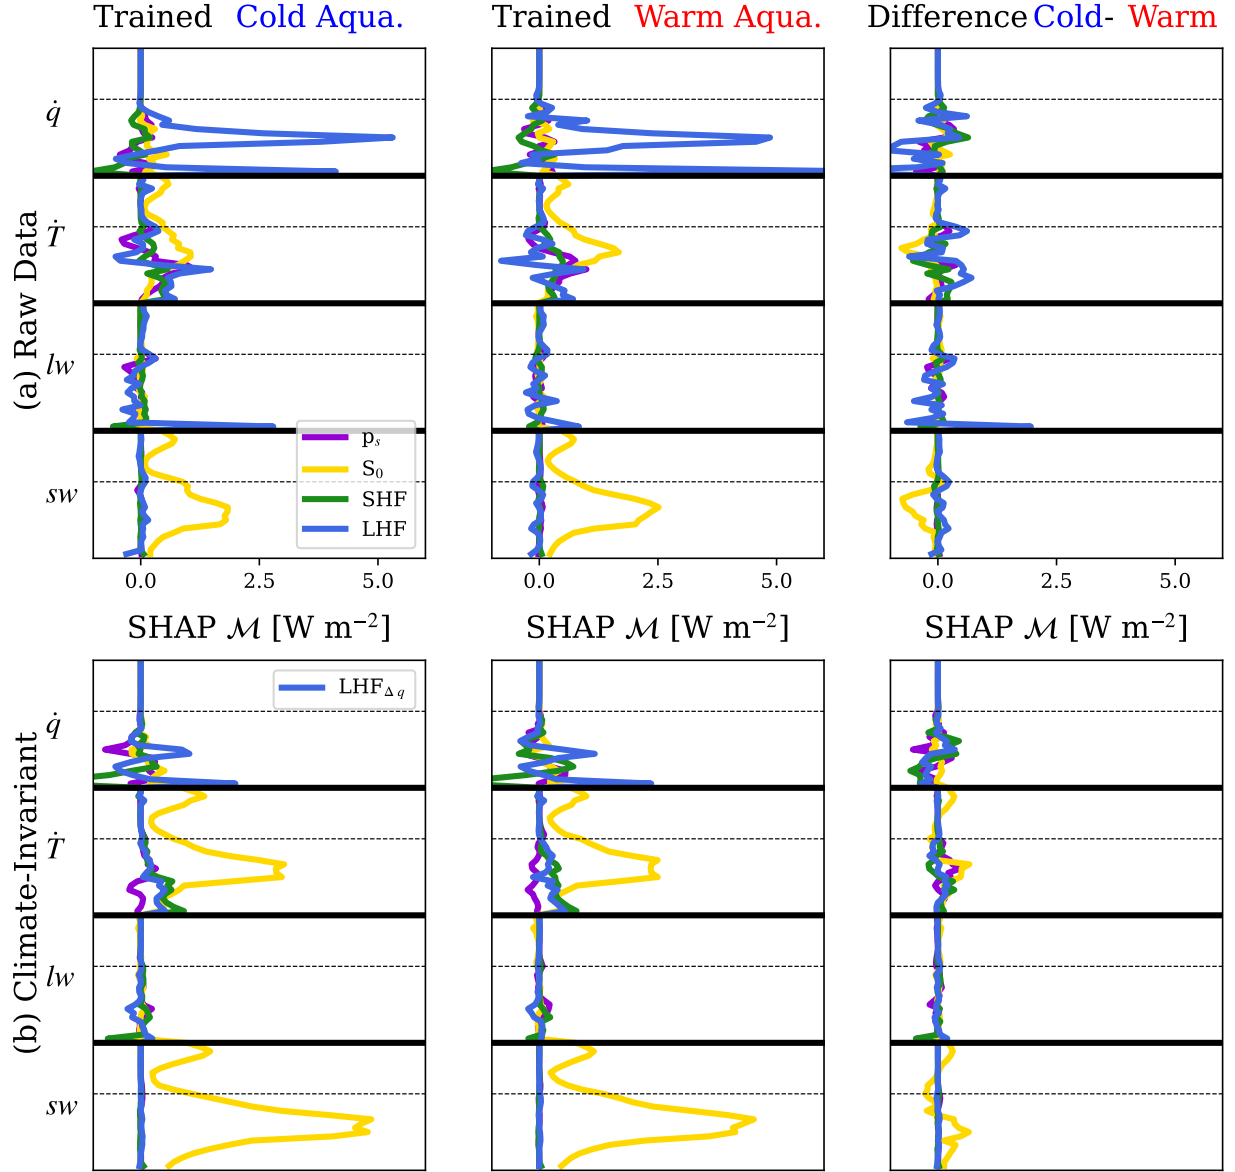 Trained Cold Aqua.
Trained Warm Aqua.
Difference Cold- Warm
(a) Raw Data
q̇
Ṫ
lw
sw
pₛ
S₀
SHF
LHF
0.0 2.5 5.0
0.0 2.5 5.0
0.0 2.5 5.0
SHAP ℳ [W m⁻²]
SHAP ℳ [W m⁻²]
SHAP ℳ [W m⁻²]
(b) Climate-Invariant
q̇
Ṫ
lw
sw
LHF_Δq